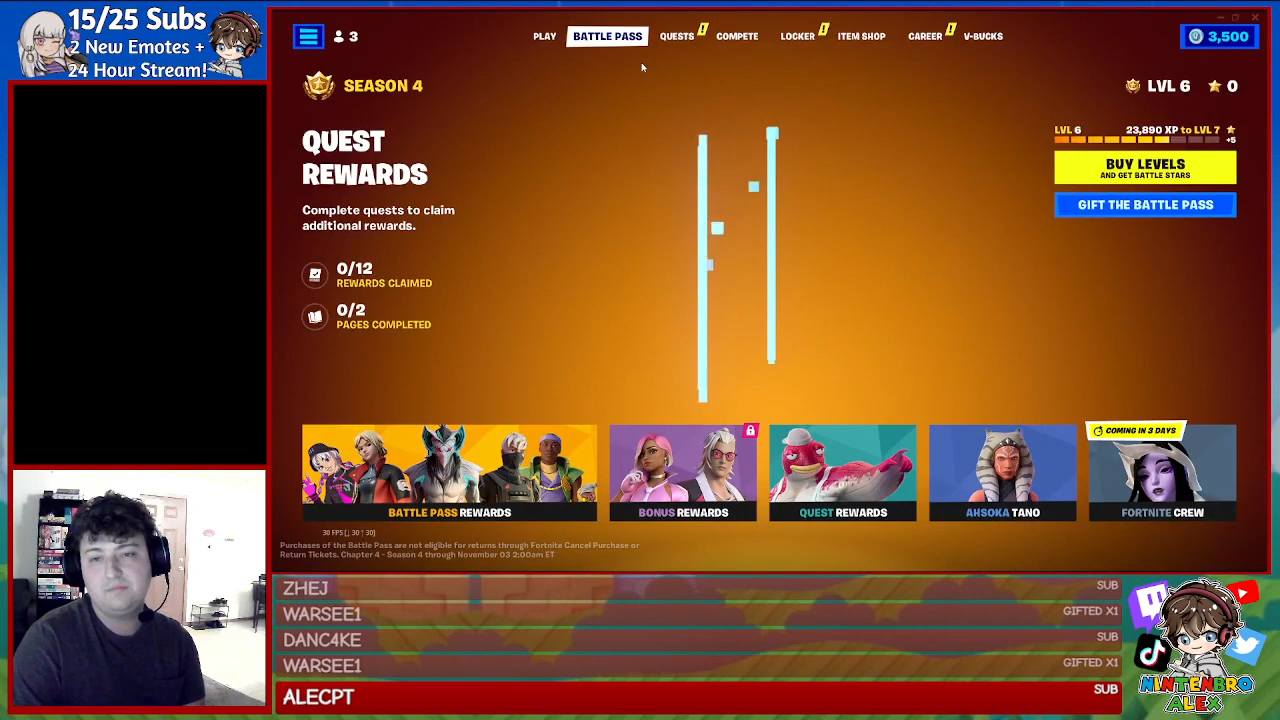 15/25 Subs
2 New Emotes +
24 Hour Stream!
3
PLAY
BATTLE PASS
QUESTS
COMPETE
LOCKER
ITEM SHOP
CAREER
V-BUCKS
3,500
SEASON 4
LVL 6
0
QUEST
REWARDS
Complete quests to claim
additional rewards.
0/12
REWARDS CLAIMED
0/2
PAGES COMPLETED
LVL 6
23,890 XP to LVL 7
+5
BUY LEVELS
AND GET BATTLE STARS
GIFT THE BATTLE PASS
COMING IN 3 DAYS
BATTLE PASS REWARDS
BONUS REWARDS
QUEST REWARDS
AHSOKA TANO
FORTNITE CREW
30 FPS [↓ 30 ↑ 30]
Purchases of the Battle Pass are not eligible for returns through Fortnite Cancel Purchase or
Return Tickets. Chapter 4 - Season 4 through November 03 2:00am ET
ZHEJ SUB
WARSEE1 GIFTED X1
DANC4KE SUB
WARSEE1 GIFTED X1
ALECPT SUB
NINTENBRO
ALEX